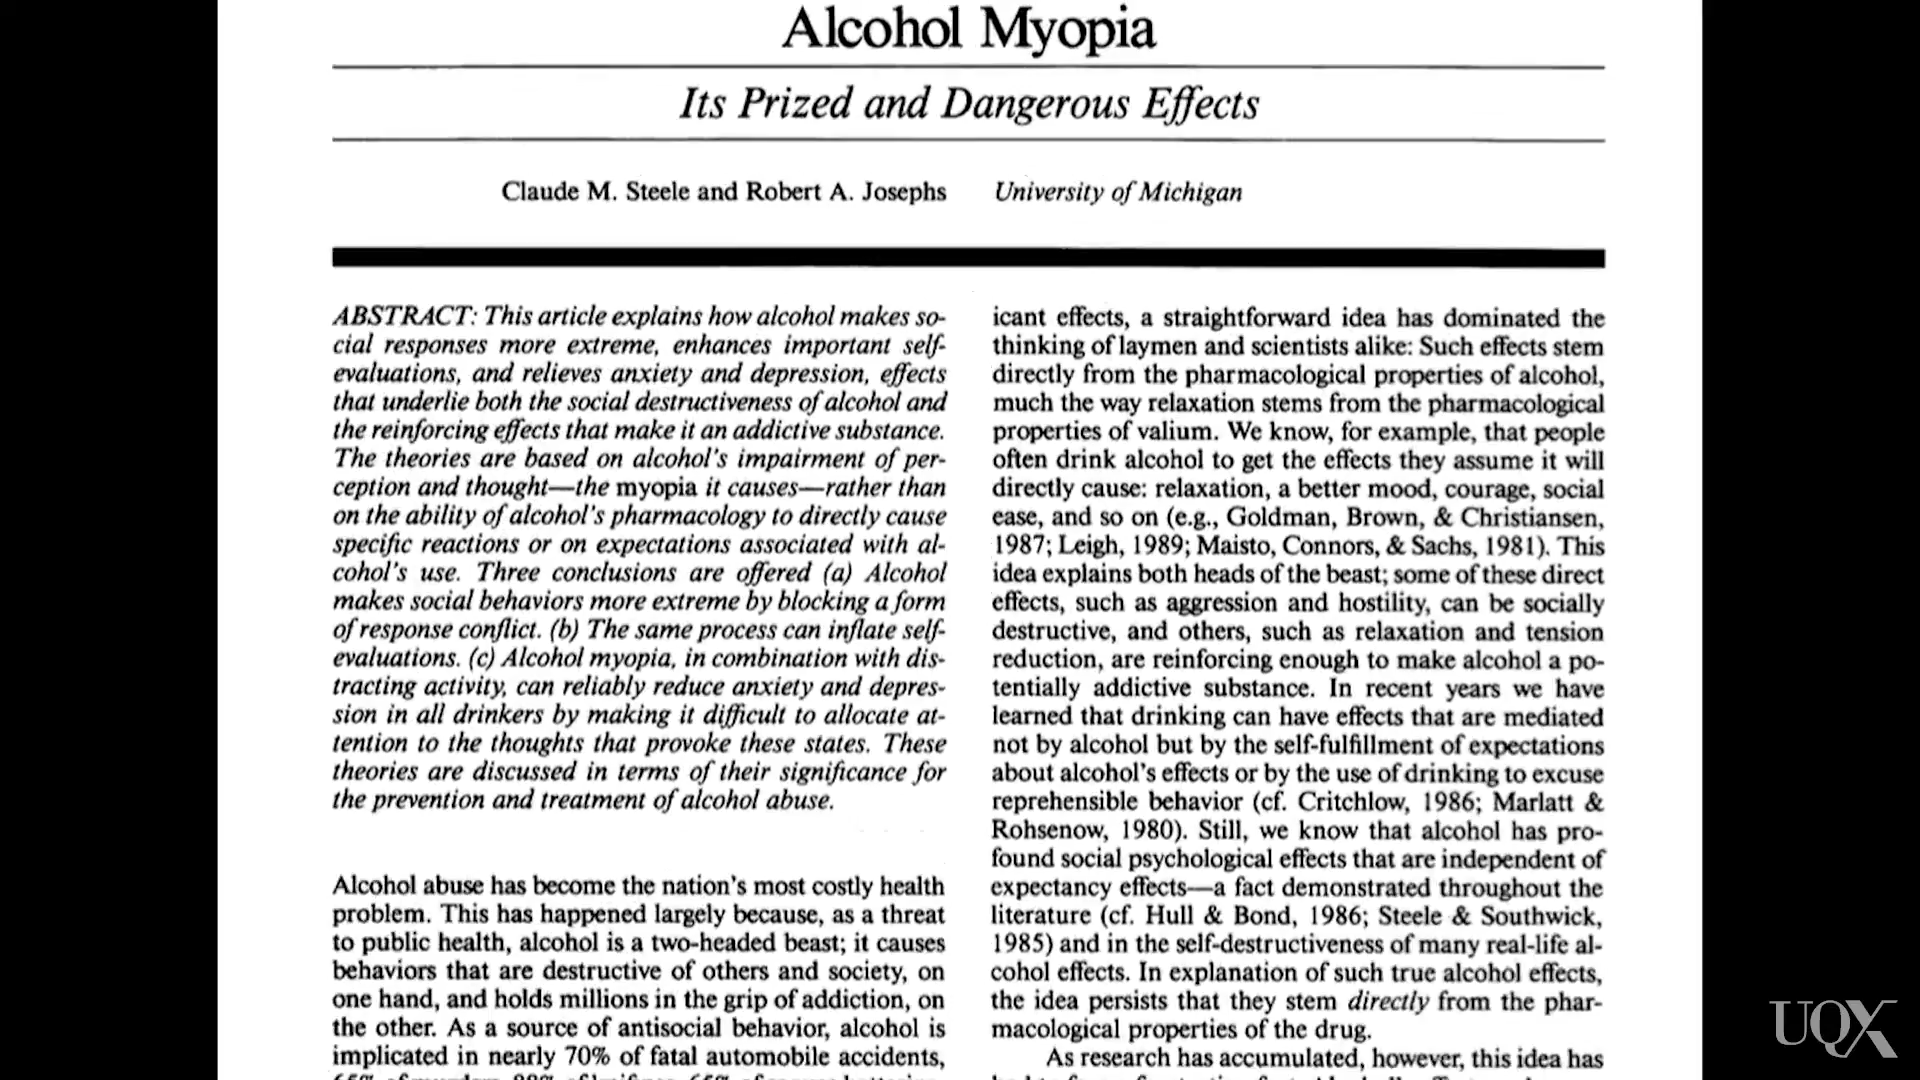 Alcohol Myopia
Its Prized and Dangerous Effects
Claude M. Steele and Robert A. Josephs University of Michigan
ABSTRACT: This article explains how alcohol makes so-
cial responses more extreme, enhances important self-
evaluations, and relieves anxiety and depression, effects
that underlie both the social destructiveness of alcohol and
the reinforcing effects that make it an addictive substance.
The theories are based on alcohol's impairment of per-
ception and thought—the myopia it causes—rather than
on the ability of alcohol's pharmacology to directly cause
specific reactions or on expectations associated with al-
cohol's use. Three conclusions are offered (a) Alcohol
makes social behaviors more extreme by blocking a form
of response conflict. (b) The same process can inflate self-
evaluations. (c) Alcohol myopia, in combination with dis-
tracting activity, can reliably reduce anxiety and depres-
sion in all drinkers by making it difficult to allocate at-
tention to the thoughts that provoke these states. These
theories are discussed in terms of their significance for
the prevention and treatment of alcohol abuse.
Alcohol abuse has become the nation's most costly health
problem. This has happened largely because, as a threat
to public health, alcohol is a two-headed beast; it causes
behaviors that are destructive of others and society, on
one hand, and holds millions in the grip of addiction, on
the other. As a source of antisocial behavior, alcohol is
implicated in nearly 70% of fatal automobile accidents,
icant effects, a straightforward idea has dominated the
thinking of laymen and scientists alike: Such effects stem
directly from the pharmacological properties of alcohol,
much the way relaxation stems from the pharmacological
properties of valium. We know, for example, that people
often drink alcohol to get the effects they assume it will
directly cause: relaxation, a better mood, courage, social
ease, and so on (e.g., Goldman, Brown, & Christiansen,
1987; Leigh, 1989; Maisto, Connors, & Sachs, 1981). This
idea explains both heads of the beast; some of these direct
effects, such as aggression and hostility, can be socially
destructive, and others, such as relaxation and tension
reduction, are reinforcing enough to make alcohol a po-
tentially addictive substance. In recent years we have
learned that drinking can have effects that are mediated
not by alcohol but by the self-fulfillment of expectations
about alcohol's effects or by the use of drinking to excuse
reprehensible behavior (cf. Critchlow, 1986; Marlatt &
Rohsenow, 1980). Still, we know that alcohol has pro-
found social psychological effects that are independent of
expectancy effects—a fact demonstrated throughout the
literature (cf. Hull & Bond, 1986; Steele & Southwick,
1985) and in the self-destructiveness of many real-life al-
cohol effects. In explanation of such true alcohol effects,
the idea persists that they stem directly from the phar-
macological properties of the drug.
As research has accumulated, however, this idea has
UQX